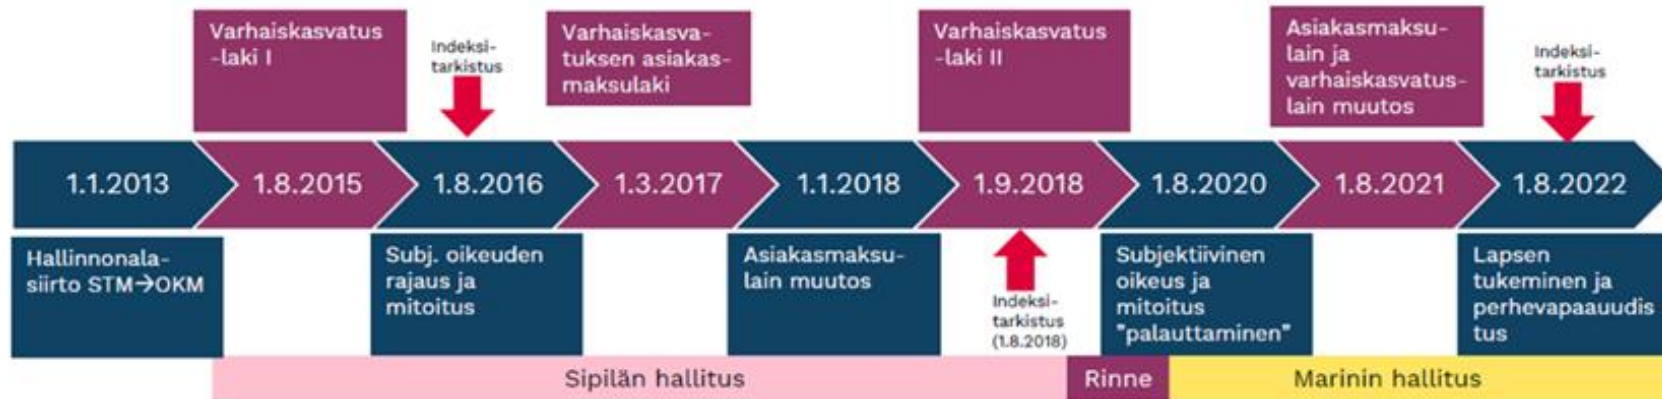 Varhaiskasvatus
-laki I
Indeksi-
tarkistus
Varhaiskasva-
tuksen asiakas-
maksulaki
Varhaiskasvatus
-laki II
Asiakasmaksu-
lain ja
varhaiskasvatus-
lain muutos
Indeksi-
tarkistus
1.1.2013
1.8.2015
1.8.2016
1.3.2017
1.1.2018
1.9.2018
1.8.2020
1.8.2021
1.8.2022
Hallinnonala-
siirto STM→OKM
Subj. oikeuden
rajaus ja
mitoitus
Asiakasmaksu-
lain muutos
Indeksi-
tarkistus
(1.8.2018)
Subjektiivinen
oikeus ja
mitoitus
"palauttaminen"
Lapsen
tukeminen ja
perhevapaauudis
tus
Sipilän hallitus
Rinne
Marinin hallitus